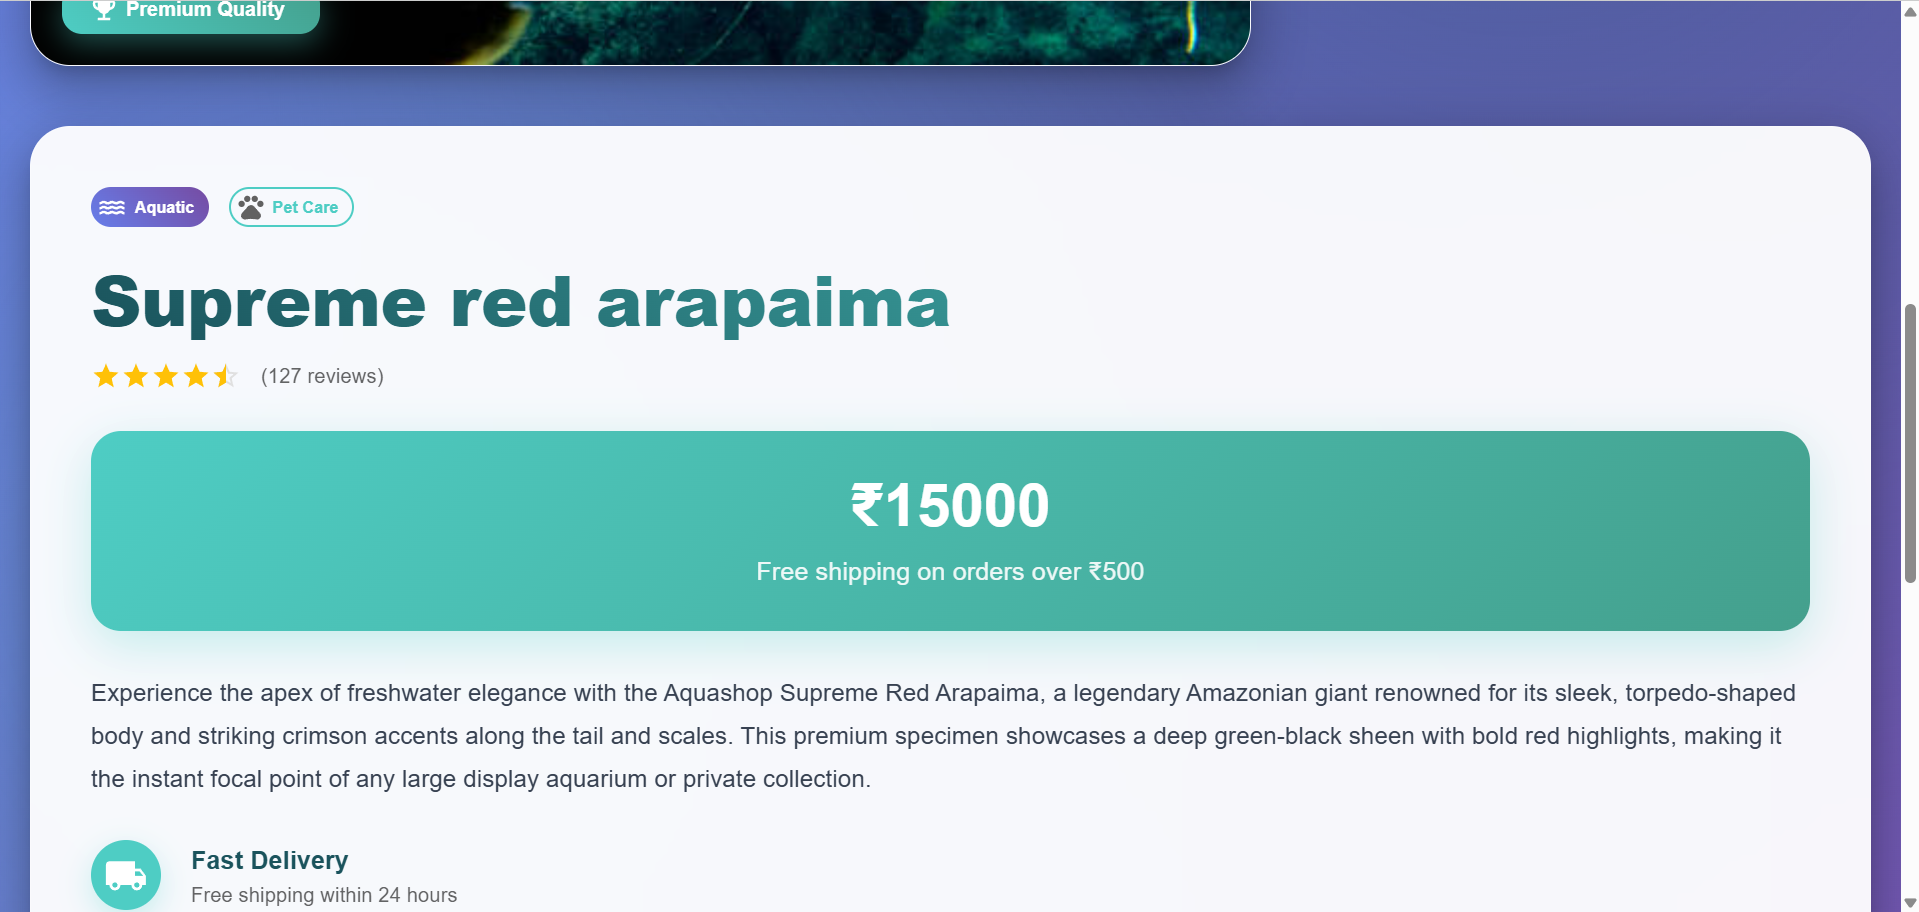 Premium Quality
Aquatic
Pet Care
Supreme red arapaima
(127 reviews)
₹15000
Free shipping on orders over ₹500
Experience the apex of freshwater elegance with the Aquashop Supreme Red Arapaima, a legendary Amazonian giant renowned for its sleek, torpedo-shaped
body and striking crimson accents along the tail and scales. This premium specimen showcases a deep green-black sheen with bold red highlights, making it
the instant focal point of any large display aquarium or private collection.
Fast Delivery
Free shipping within 24 hours